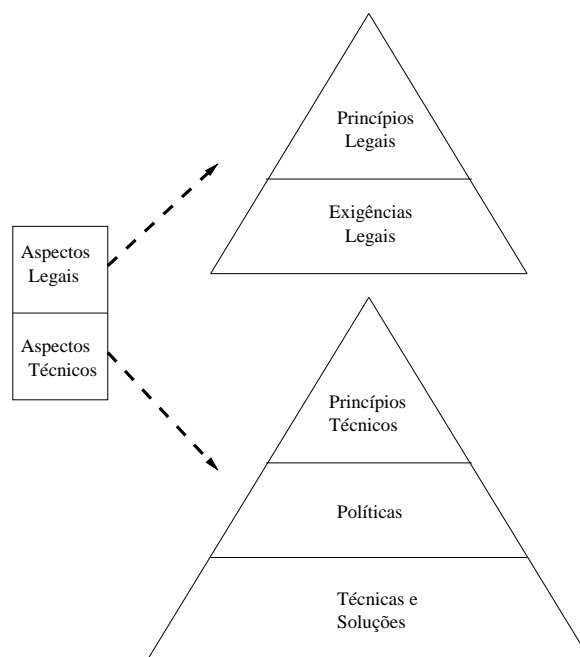 Princípios
Legais
Exigências
Legais
Aspectos
Legais
Aspectos
Técnicos
Princípios
Técnicos
Políticas
Técnicas e
Soluções